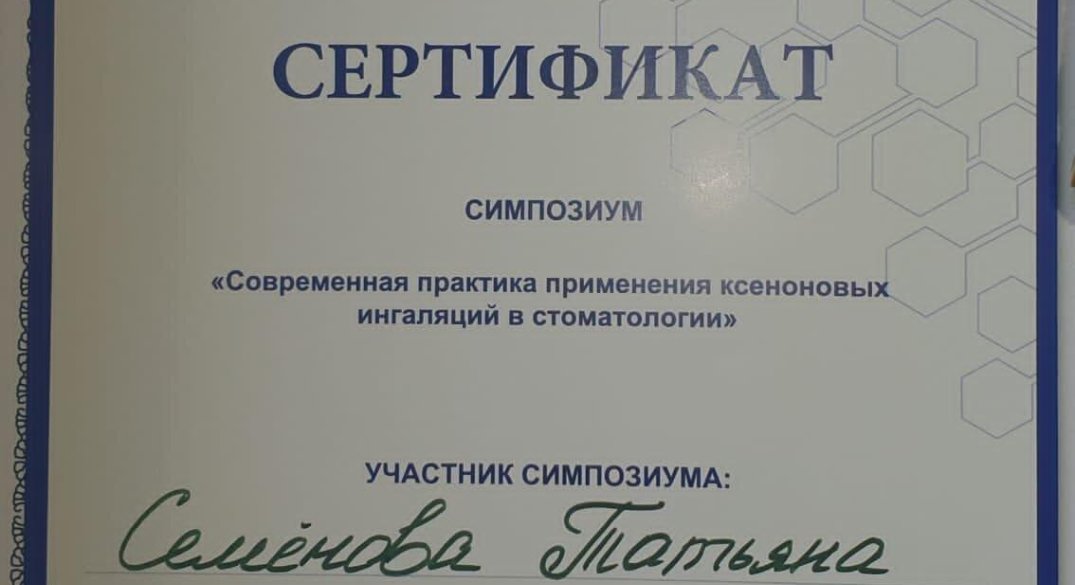 СЕРТИФИКАТ
СИМПОЗИУМ
«Современная практика применения ксеноновых
ингаляций в стоматологии»
УЧАСТНИК СИМПОЗИУМА:
Семёнова Татьяна